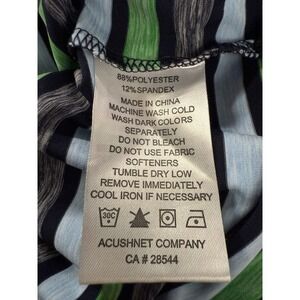 88%POLYESTER
12%SPANDEX
MADE IN CHINA
MACHINE WASH COLD
WASH DARK COLORS
SEPARATELY
DO NOT BLEACH
DO NOT USE FABRIC
SOFTENERS
TUMBLE DRY LOW
REMOVE IMMEDIATELY
COOL IRON IF NECESSARY
30C
ACUSHNET COMPANY
CA # 28544